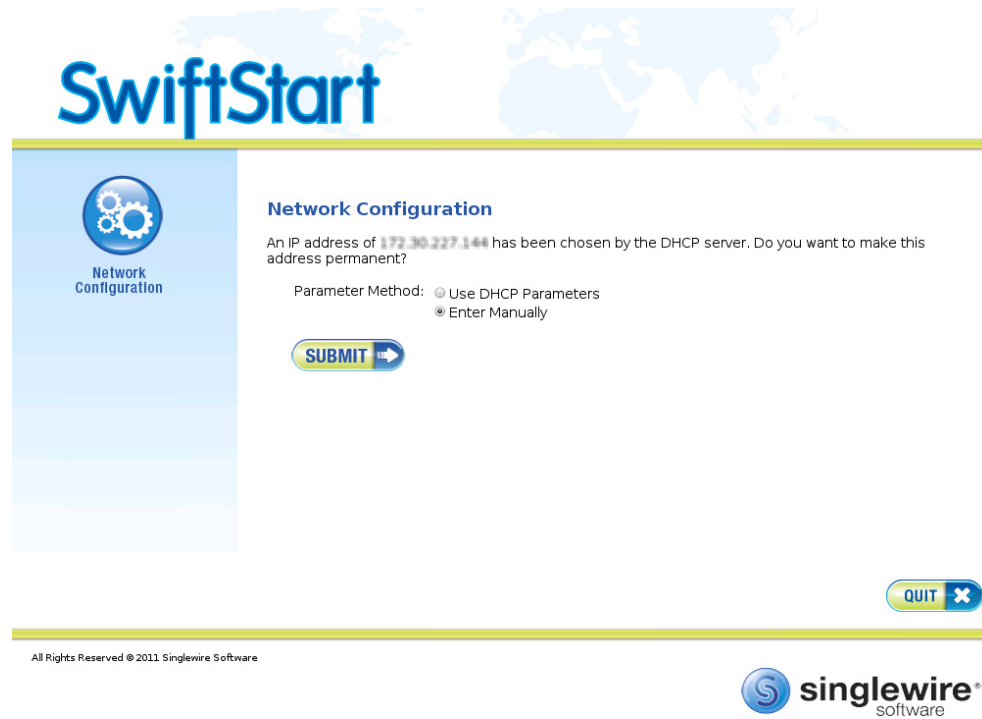 SwiftStart
Network
Configuration
Network Configuration
An IP address of has been chosen by the DHCP server. Do you want to make this
address permanent?
Parameter Method: Use DHCP Parameters
Enter Manually
SUBMIT
QUIT
All Rights Reserved © 2011 Singlewire Software
S singlewire®
software